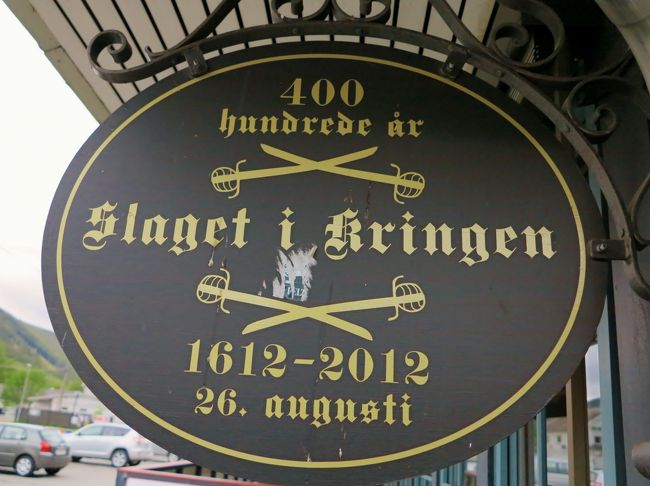 400
hundrede år
Slaget i Kringen
1612-2012
26. augusti